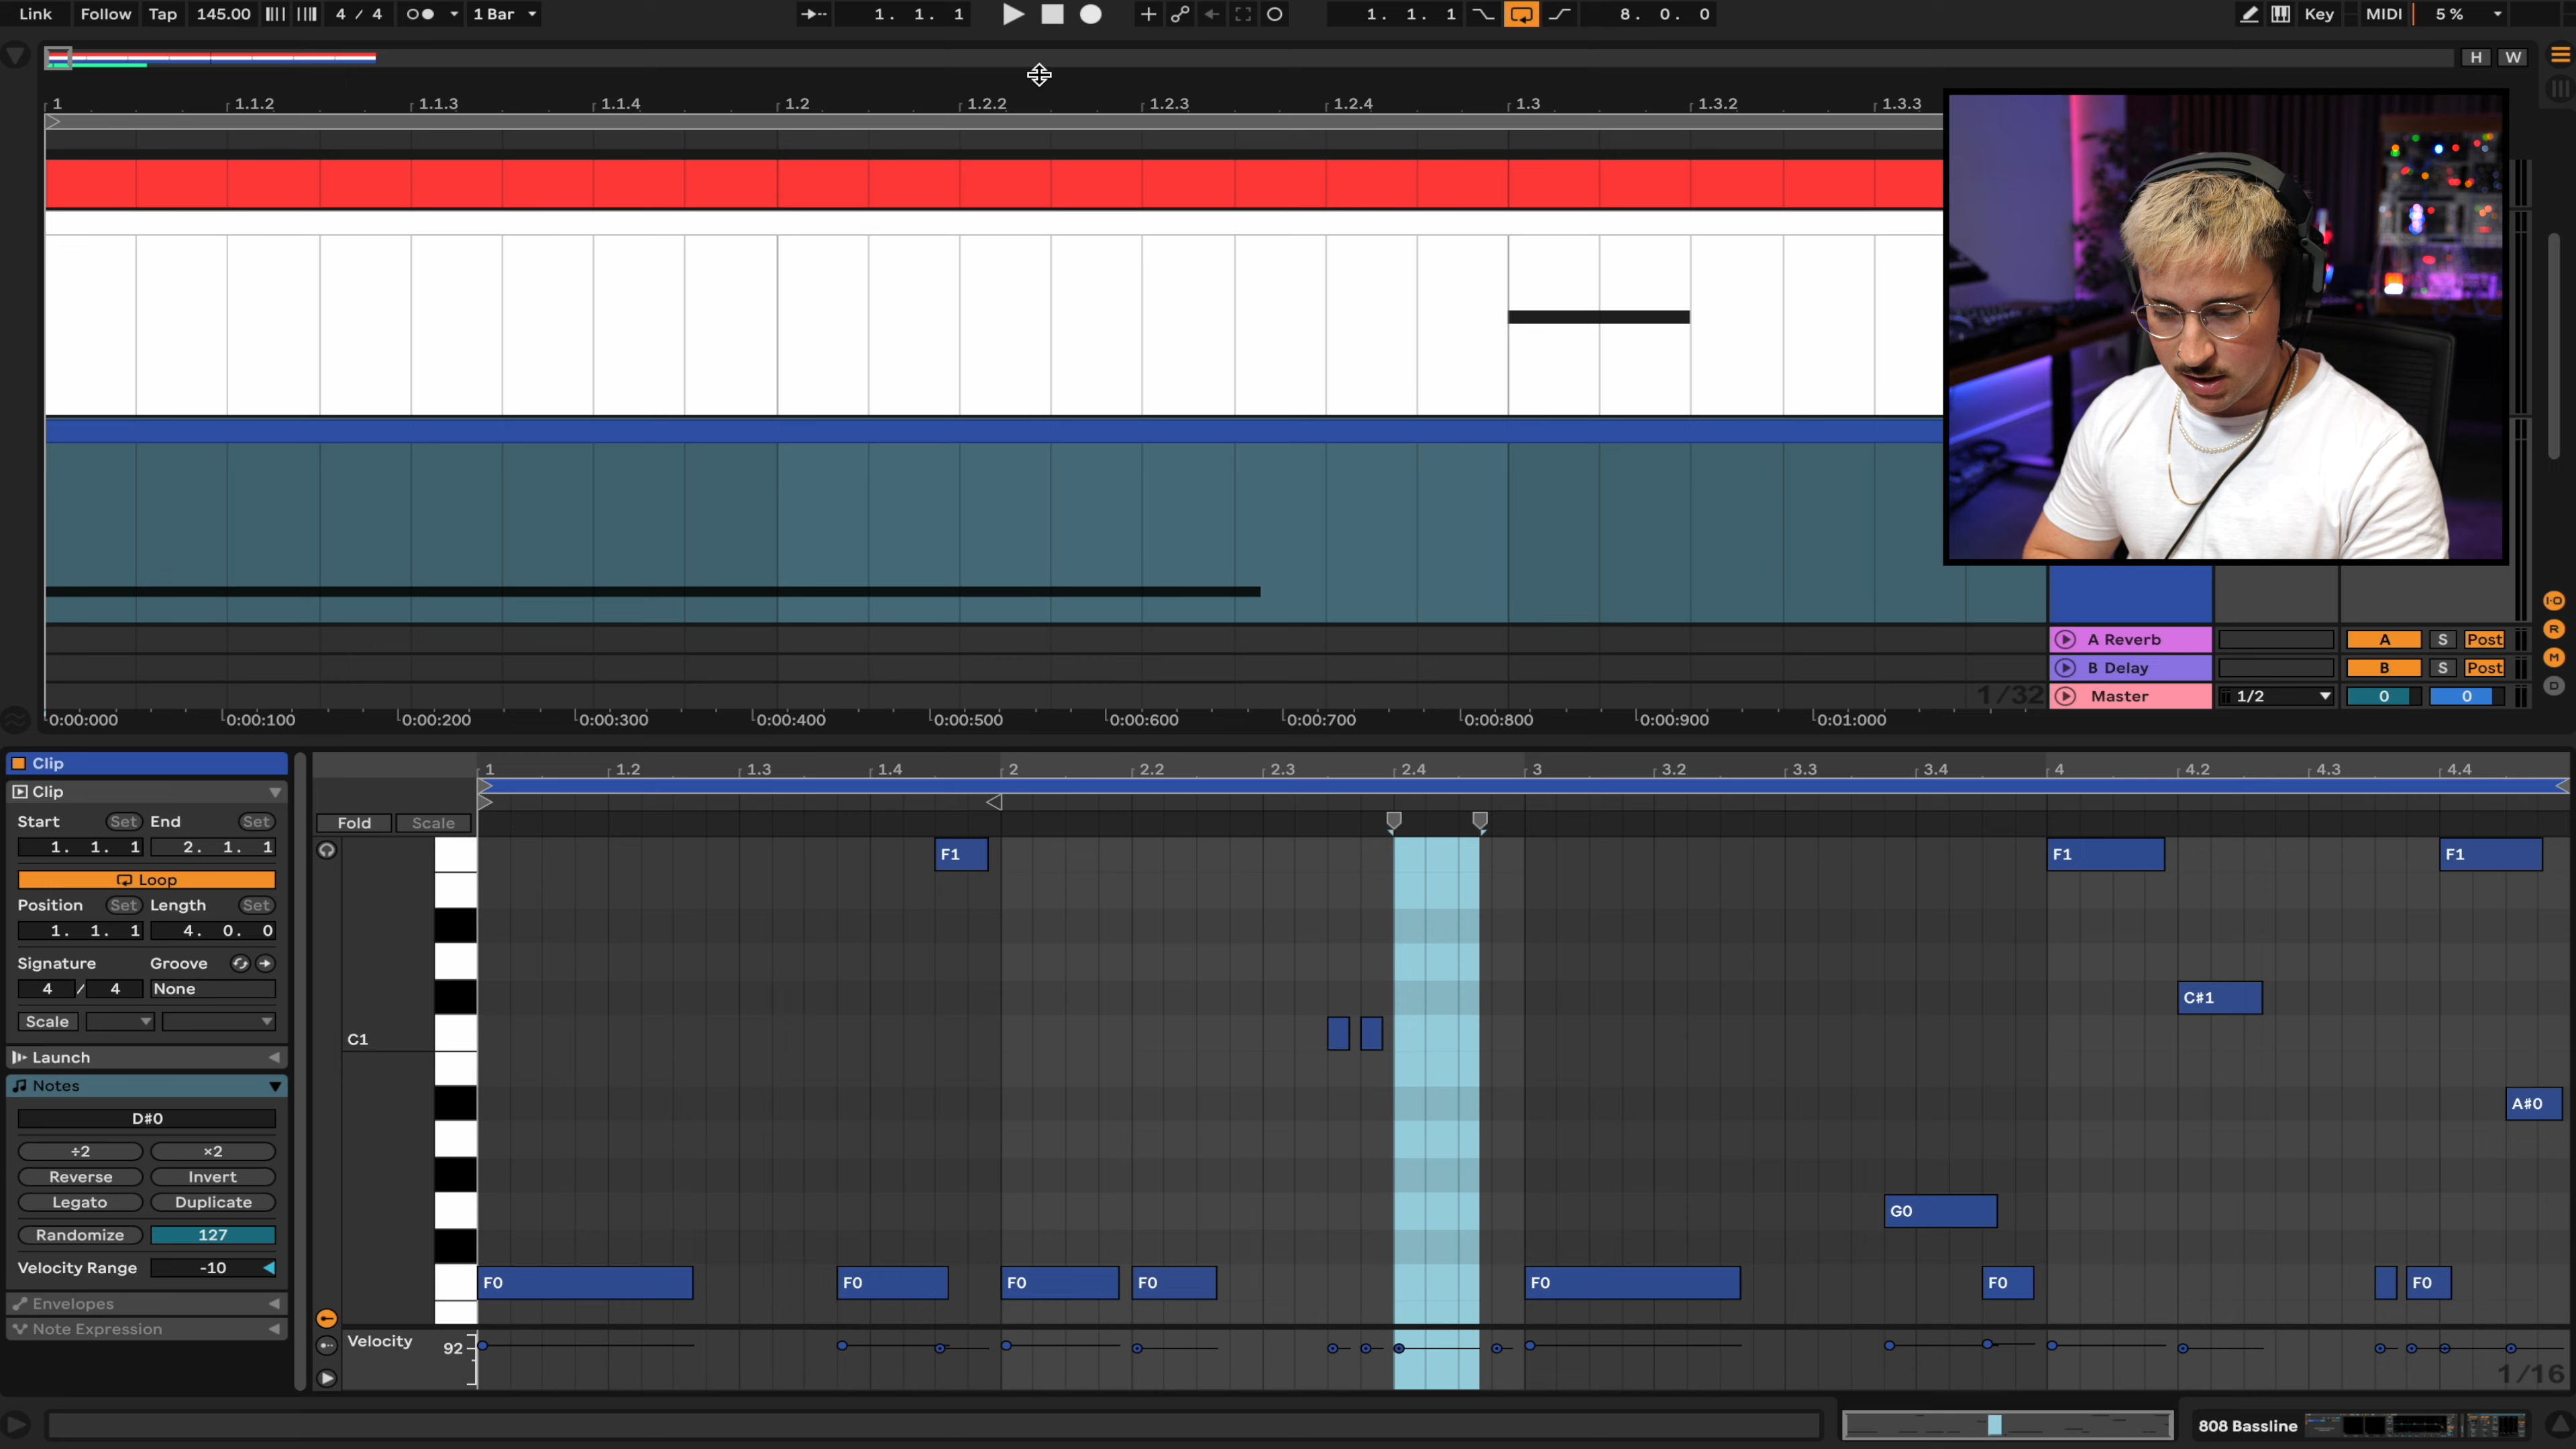 Link Follow Tap 145.00 4 / 4 1 Bar 1. 1. 1 1. 1. 1 8. 0. 0 Key MIDI 5 %
H W
1 1.1.2 1.1.3 1.1.4 1.2 1.2.2 1.2.3 1.2.4 1.3 1.3.2 1.3.3
I·O
R
M
D
A Reverb A S Post
B Delay B S Post
1/32 Master 1/2 0 0
0:00:000 0:00:100 0:00:200 0:00:300 0:00:400 0:00:500 0:00:600 0:00:700 0:00:800 0:00:900 0:01:000
Clip
1 1.2 1.3 1.4 2 2.2 2.3 2.4 3 3.2 3.3 3.4 4 4.2 4.3 4.4
Clip
Start Set End Set
Fold Scale
1. 1. 1 2. 1. 1
F1 F1 F1
Loop
Position Set Length Set
1. 1. 1 4. 0. 0
Signature Groove
4 / 4 None
C#1
Scale
C1
Launch
Notes
A#0
D#0
÷2 ×2
Reverse Invert
Legato Duplicate
G0
Randomize 127
Velocity Range -10
F0 F0 F0 F0 F0 F0 F0
Envelopes
Note Expression
Velocity 92
1/16
808 Bassline